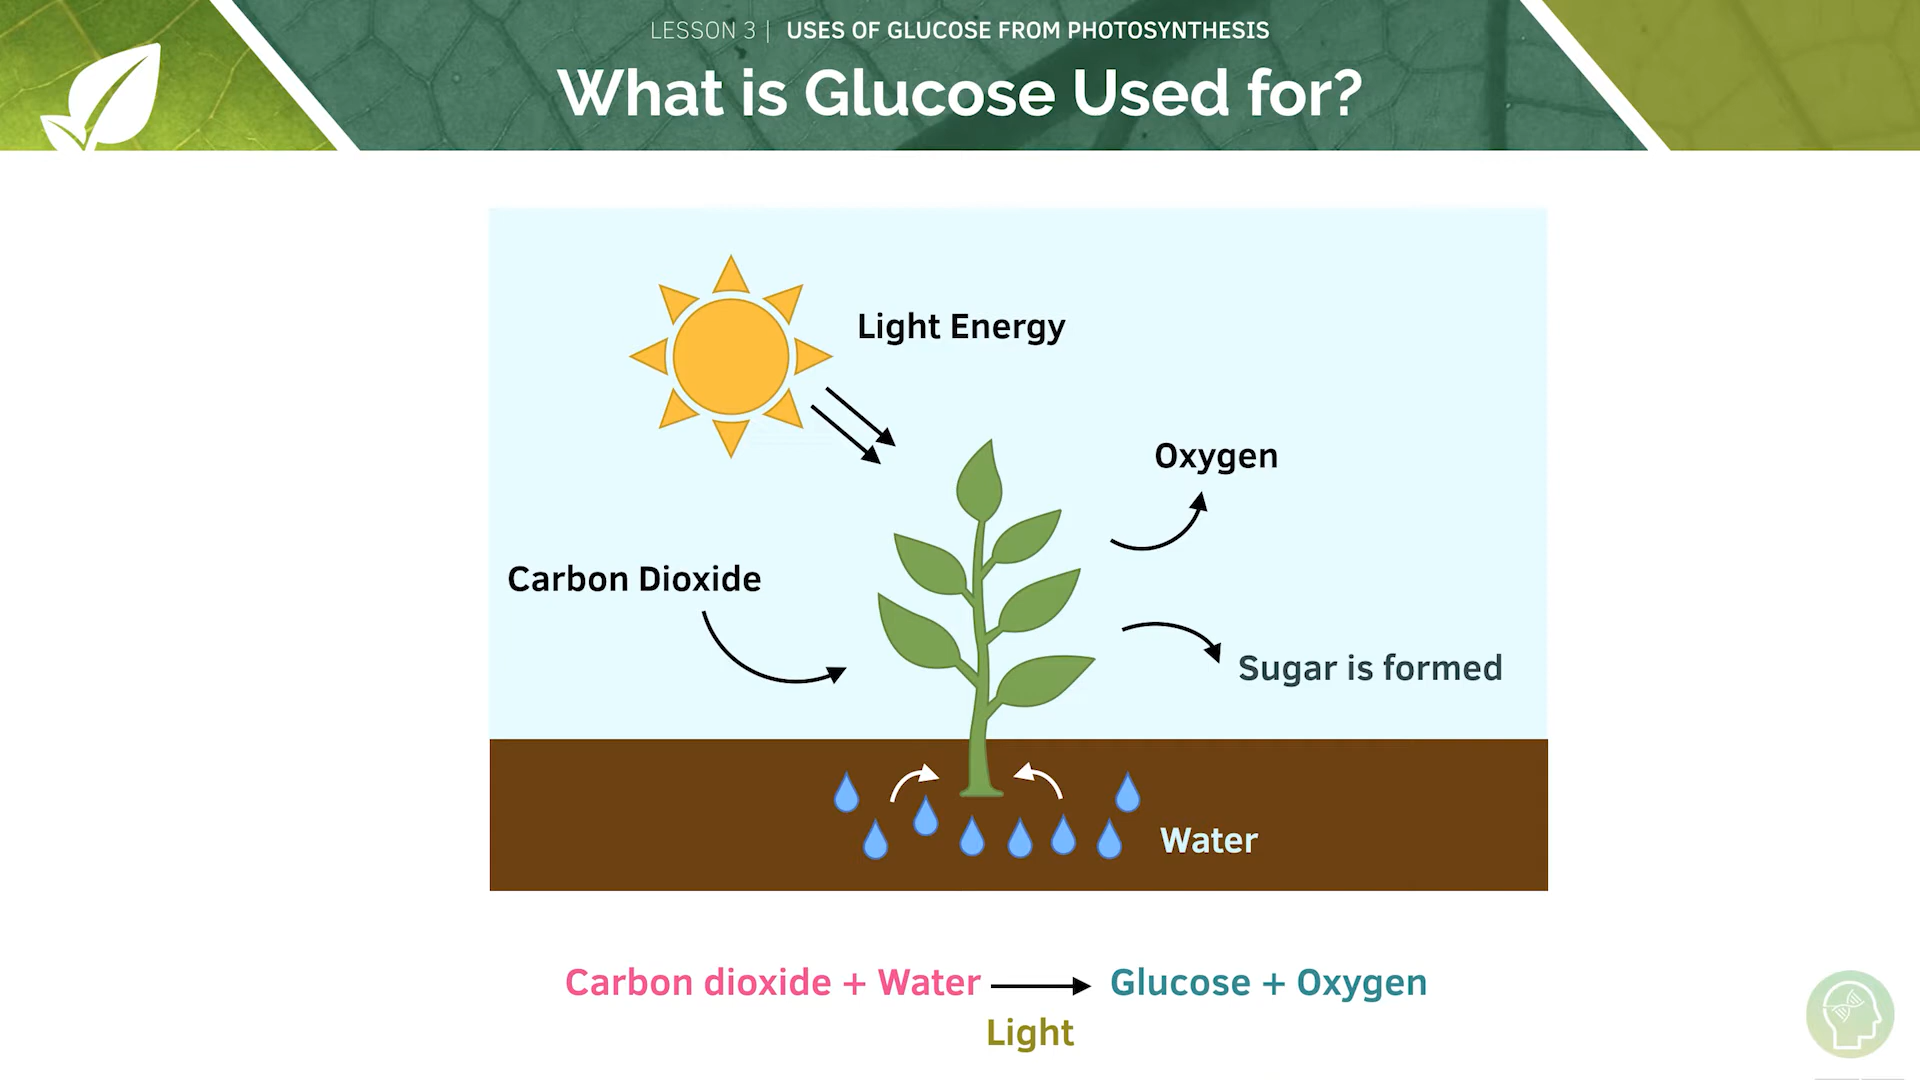 LESSON 3 | USES OF GLUCOSE FROM PHOTOSYNTHESIS
What is Glucose Used for?
Light Energy
Oxygen
Carbon Dioxide
Sugar is formed
Water
Carbon dioxide + Water ⟶ Glucose + Oxygen
Light